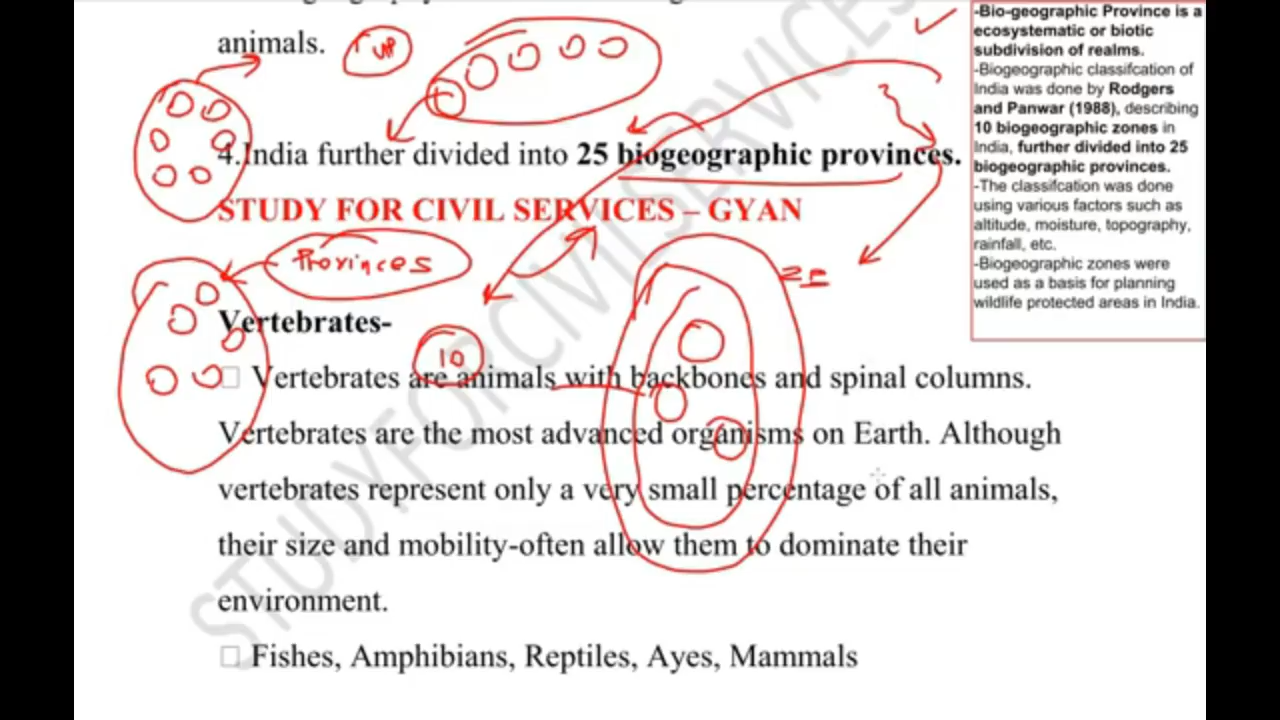 animals.
UP
4.India further divided into 25 biogeographic provinces.
STUDY FOR CIVIL SERVICES – GYAN
Provinces
Vertebrates-
10
Vertebrates are animals with backbones and spinal columns.
Vertebrates are the most advanced organisms on Earth. Although
vertebrates represent only a very small percentage of all animals,
their size and mobility-often allow them to dominate their
environment.
Fishes, Amphibians, Reptiles, Ayes, Mammals
-Bio-geographic Province is a
ecosystematic or biotic
subdivision of realms.
-Biogeographic classifcation of
India was done by Rodgers
and Panwar (1988), describing
10 biogeographic zones in
India, further divided into 25
biogeographic provinces.
-The classifcation was done
using various factors such as
altitude, moisture, topography,
rainfall, etc.
-Biogeographic zones were
used as a basis for planning
wildlife protected areas in India.
STUDYFORCIVILSERVICES